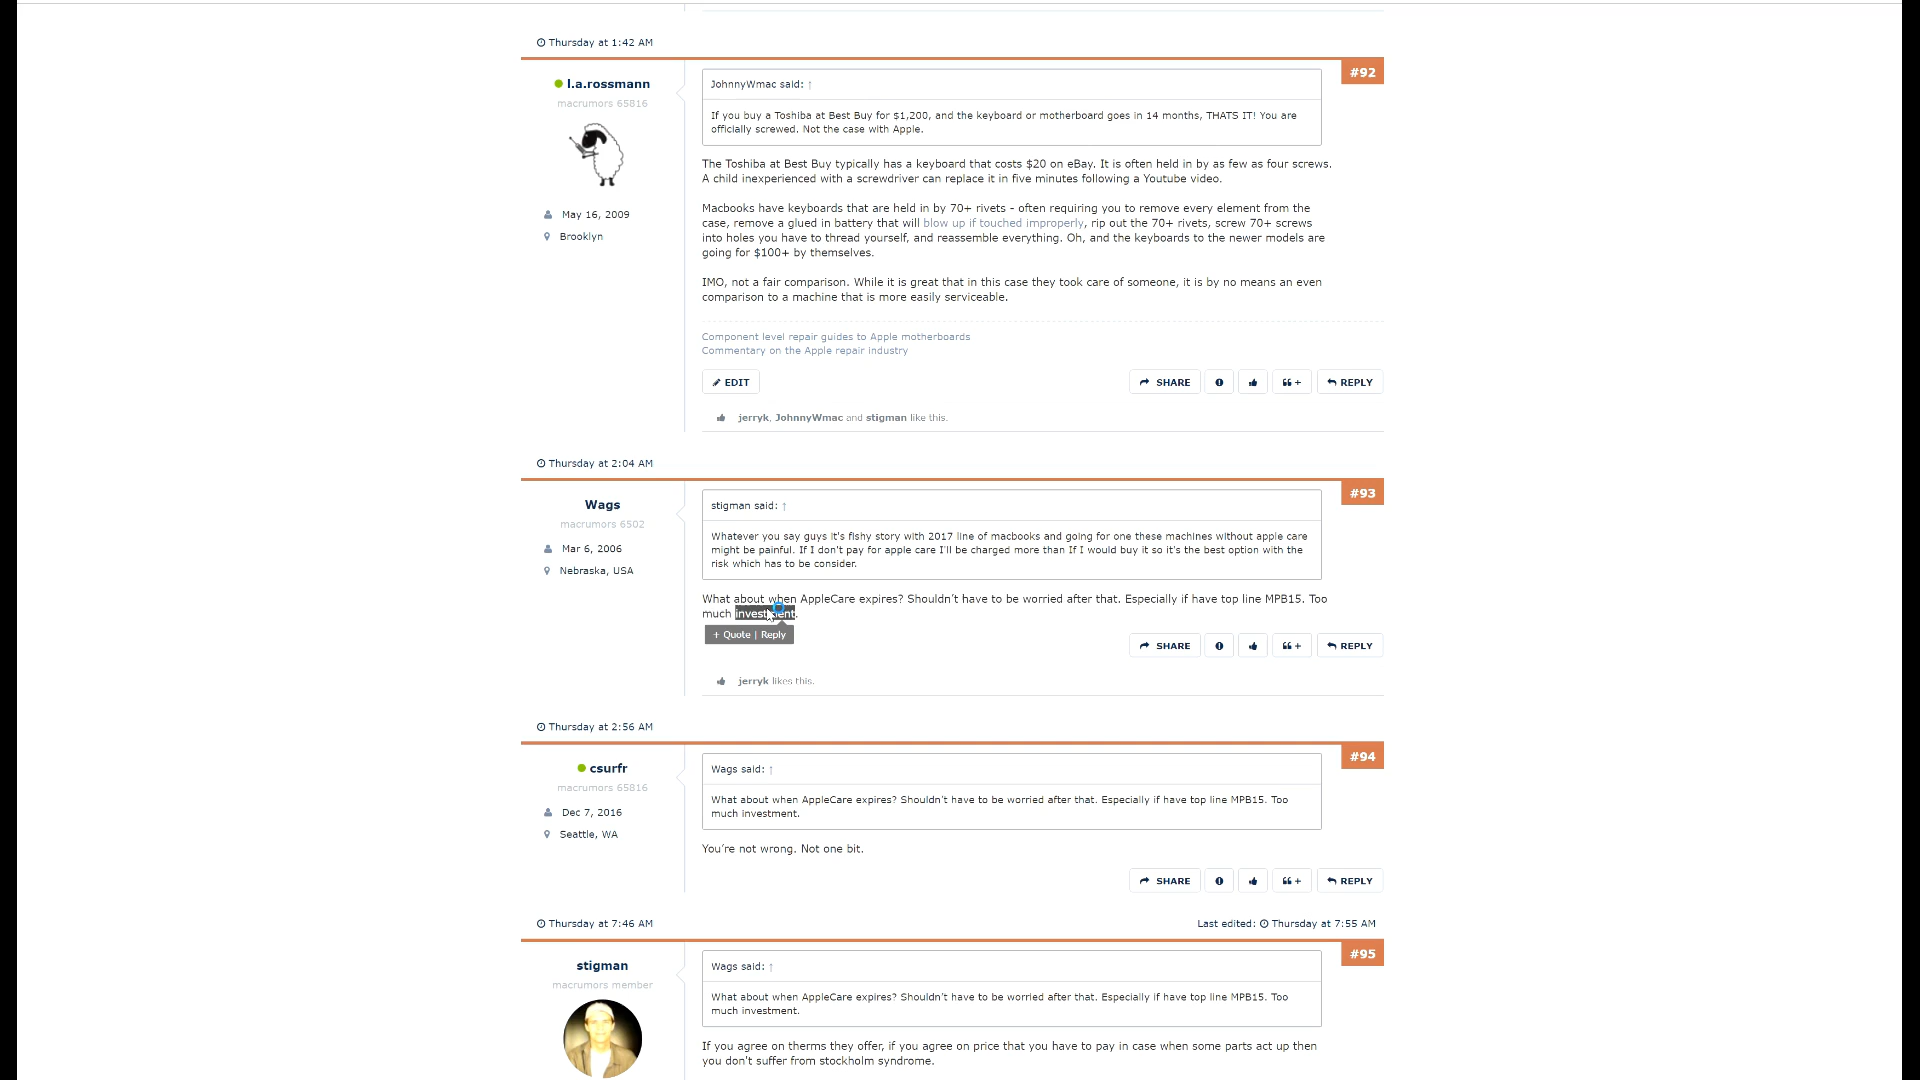 Thursday at 1:42 AM
l.a.rossmann
macrumors 65816
May 16, 2009
Brooklyn
#92
JohnnyWmac said: ↑
If you buy a Toshiba at Best Buy for $1,200, and the keyboard or motherboard goes in 14 months, THATS IT! You are
officially screwed. Not the case with Apple.
The Toshiba at Best Buy typically has a keyboard that costs $20 on eBay. It is often held in by as few as four screws.
A child inexperienced with a screwdriver can replace it in five minutes following a Youtube video.
Macbooks have keyboards that are held in by 70+ rivets - often requiring you to remove every element from the
case, remove a glued in battery that will blow up if touched improperly, rip out the 70+ rivets, screw 70+ screws
into holes you have to thread yourself, and reassemble everything. Oh, and the keyboards to the newer models are
going for $100+ by themselves.
IMO, not a fair comparison. While it is great that in this case they took care of someone, it is by no means an even
comparison to a machine that is more easily serviceable.
Component level repair guides to Apple motherboards
Commentary on the Apple repair industry
EDIT
SHARE
+
REPLY
jerryk, JohnnyWmac and stigman like this.
Thursday at 2:04 AM
Wags
macrumors 6502
Mar 6, 2006
Nebraska, USA
#93
stigman said: ↑
Whatever you say guys it's fishy story with 2017 line of macbooks and going for one these machines without apple care
might be painful. If I don't pay for apple care I'll be charged more than If I would buy it so it's the best option with the
risk which has to be consider.
What about when AppleCare expires? Shouldn't have to be worried after that. Especially if have top line MPB15. Too
much investment.
+ Quote | Reply
SHARE
+
REPLY
jerryk likes this.
Thursday at 2:56 AM
csurfr
macrumors 65816
Dec 7, 2016
Seattle, WA
#94
Wags said: ↑
What about when AppleCare expires? Shouldn't have to be worried after that. Especially if have top line MPB15. Too
much investment.
You're not wrong. Not one bit.
SHARE
+
REPLY
Thursday at 7:46 AM
Last edited: Thursday at 7:55 AM
stigman
macrumors member
#95
Wags said: ↑
What about when AppleCare expires? Shouldn't have to be worried after that. Especially if have top line MPB15. Too
much investment.
If you agree on therms they offer, if you agree on price that you have to pay in case when some parts act up then
you don't suffer from stockholm syndrome.